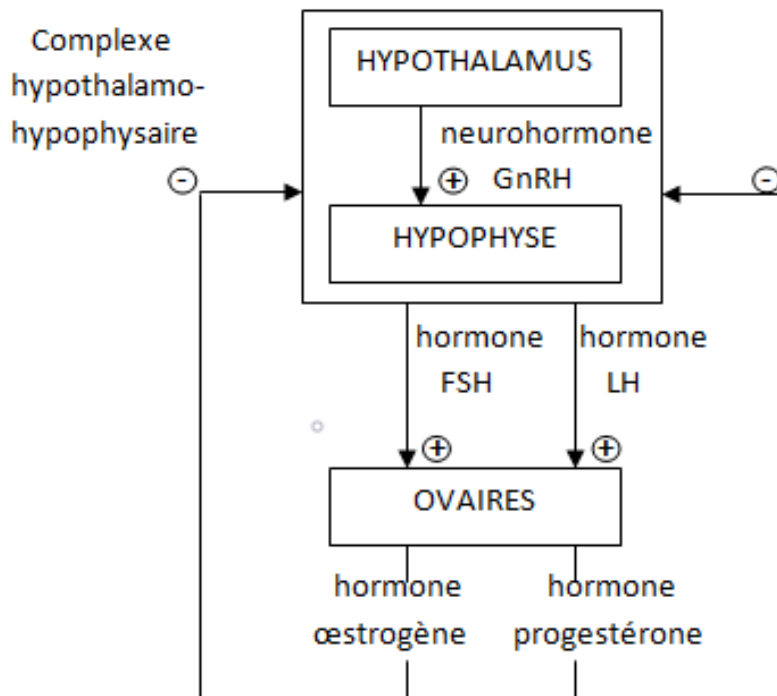 Complexe
hypothalamo-
hypophysaire
HYPOTHALAMUS
neurohormone
GnRH
HYPOPHYSE
hormone
FSH
hormone
LH
OVAIRES
hormone
œstrogène
hormone
progestérone